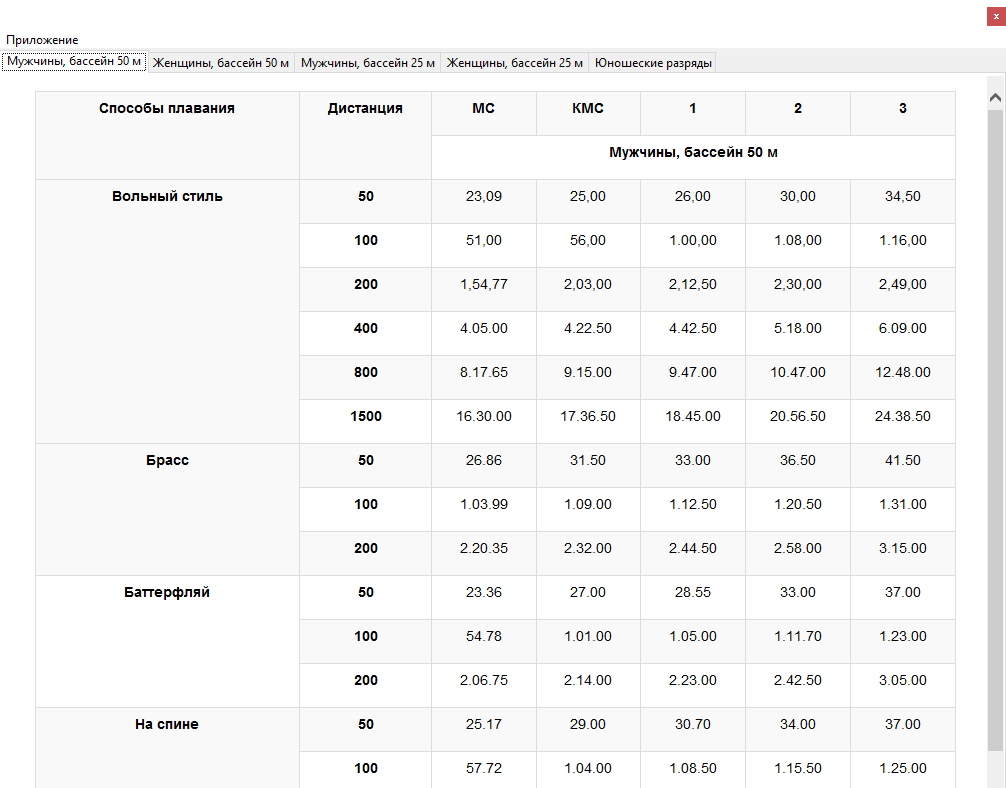 x
Приложение
Мужчины, бассейн 50 м Женщины, бассейн 50 м Мужчины, бассейн 25 м Женщины, бассейн 25 м Юношеские разряды
Способы плавания Дистанция МС КМС 1 2 3
Мужчины, бассейн 50 м
Вольный стиль 50 23,09 25,00 26,00 30,00 34,50
100 51,00 56,00 1.00,00 1.08,00 1.16,00
200 1,54,77 2,03,00 2,12,50 2,30,00 2,49,00
400 4.05.00 4.22.50 4.42.50 5.18.00 6.09.00
800 8.17.65 9.15.00 9.47.00 10.47.00 12.48.00
1500 16.30.00 17.36.50 18.45.00 20.56.50 24.38.50
Брасс 50 26.86 31.50 33.00 36.50 41.50
100 1.03.99 1.09.00 1.12.50 1.20.50 1.31.00
200 2.20.35 2.32.00 2.44.50 2.58.00 3.15.00
Баттерфляй 50 23.36 27.00 28.55 33.00 37.00
100 54.78 1.01.00 1.05.00 1.11.70 1.23.00
200 2.06.75 2.14.00 2.23.00 2.42.50 3.05.00
На спине 50 25.17 29.00 30.70 34.00 37.00
100 57.72 1.04.00 1.08.50 1.15.50 1.25.00